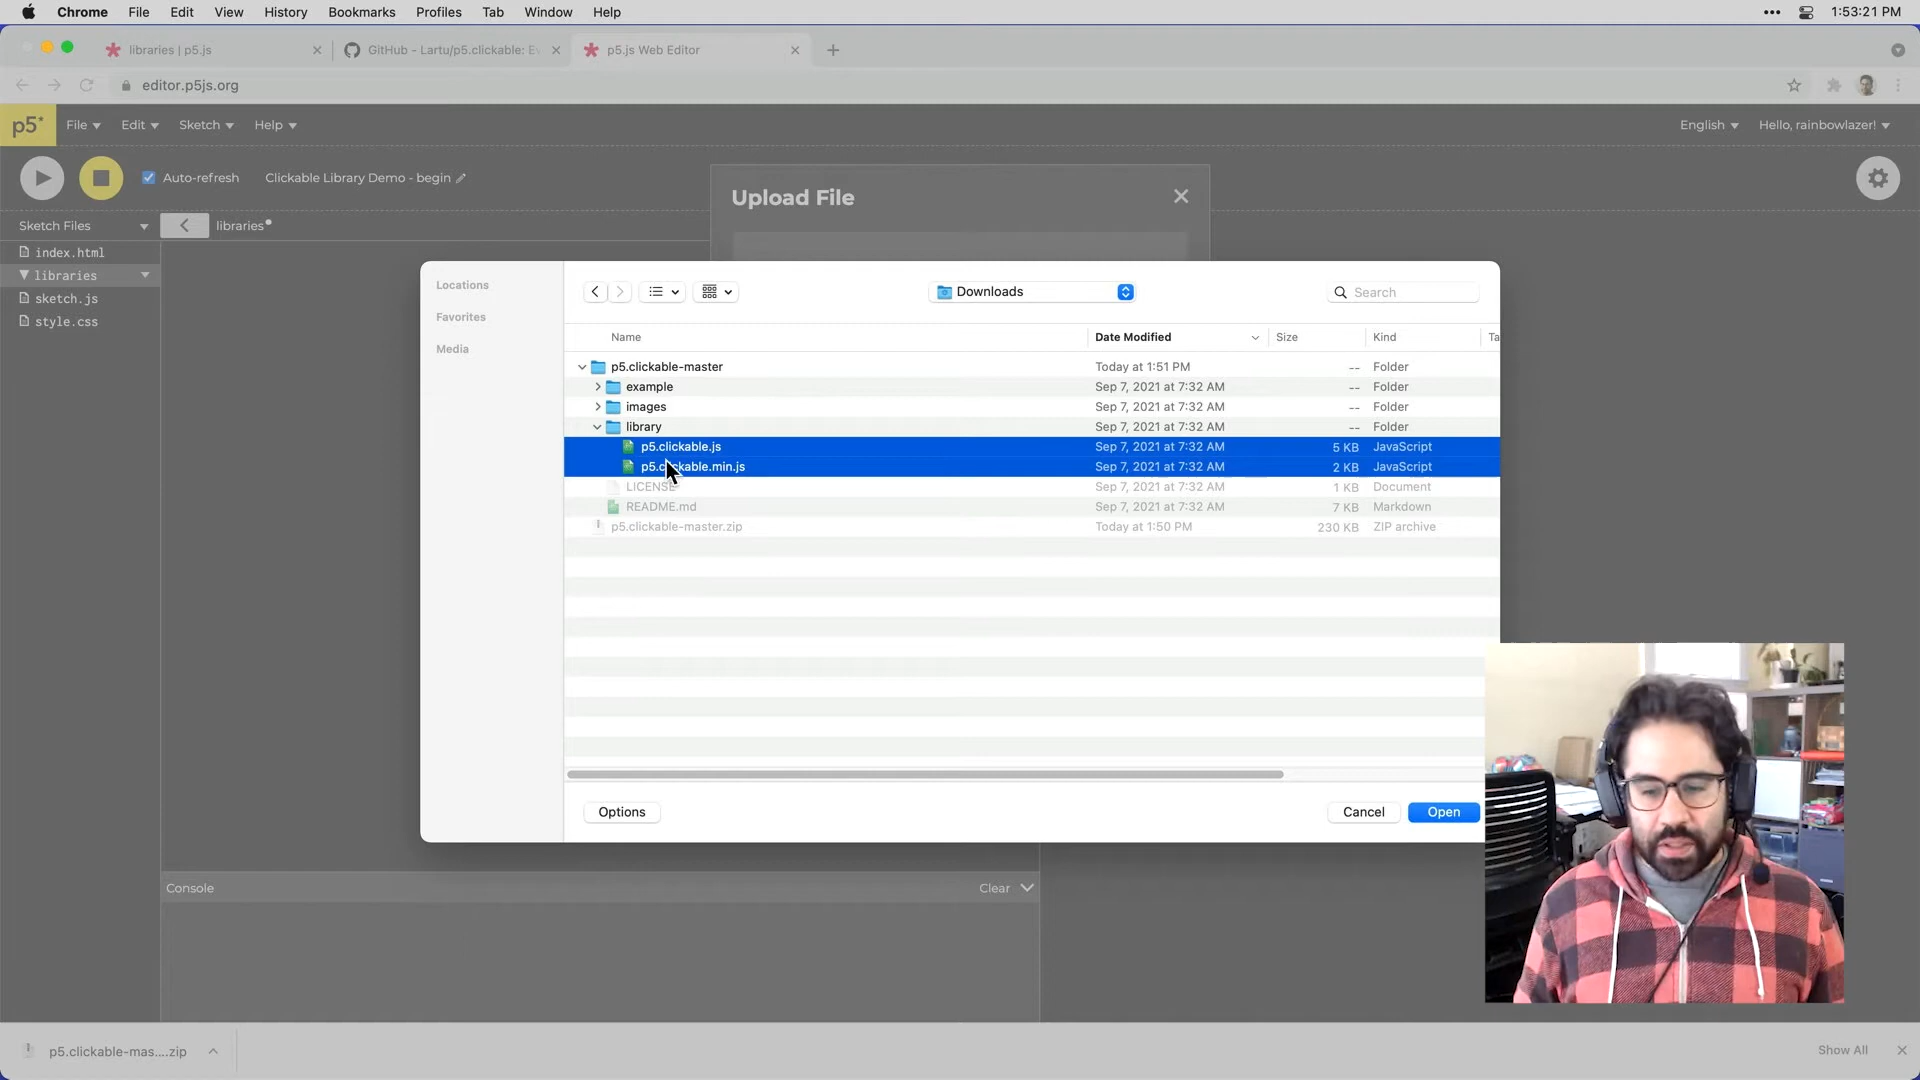 Chrome File Edit View History Bookmarks Profiles Tab Window Help ••• 1:53:21 PM
libraries | p5.js
GitHub - Lartu/p5.clickable: Ev
p5.js Web Editor
editor.p5js.org
p5* File Edit Sketch Help English Hello, rainbowlazer!
Auto-refresh Clickable Library Demo - begin
Upload File
Sketch Files
libraries
index.html
libraries
sketch.js
style.css
Locations
Favorites
Media
Downloads
Search
Name Date Modified Size Kind Ta
p5.clickable-master Today at 1:51 PM -- Folder
example Sep 7, 2021 at 7:32 AM -- Folder
images Sep 7, 2021 at 7:32 AM -- Folder
library Sep 7, 2021 at 7:32 AM -- Folder
p5.clickable.js Sep 7, 2021 at 7:32 AM 5 KB JavaScript
p5.clickable.min.js Sep 7, 2021 at 7:32 AM 2 KB JavaScript
LICENSE Sep 7, 2021 at 7:32 AM 1 KB Document
README.md Sep 7, 2021 at 7:32 AM 7 KB Markdown
p5.clickable-master.zip Today at 1:50 PM 230 KB ZIP archive
Options Cancel Open
Console Clear
p5.clickable-mas....zip Show All